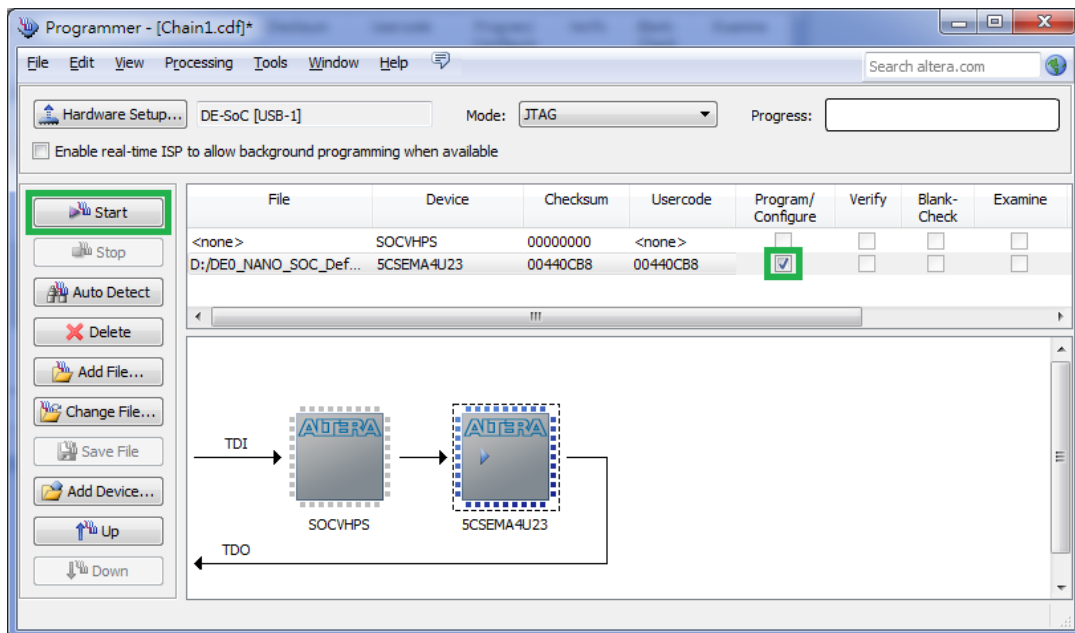 Programmer - [Chain1.cdf]*
File Edit View Processing Tools Window Help
Search altera.com
Hardware Setup... DE-SoC [USB-1] Mode: JTAG Progress:
Enable real-time ISP to allow background programming when available
Start
Stop
Auto Detect
Delete
Add File...
Change File...
Save File
Add Device...
Up
Down
File Device Checksum Usercode Program/ Configure Verify Blank- Check Examine
<none> SOCVHPS 00000000 <none>
D:/DE0_NANO_SOC_Def... 5CSEMA4U23 00440CB8 00440CB8
TDI
ALTERA
ALTERA
SOCVHPS
5CSEMA4U23
TDO